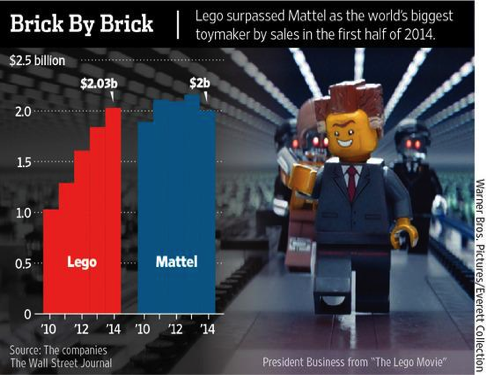 Brick By Brick
Lego surpassed Mattel as the world's biggest
toymaker by sales in the first half of 2014.
$2.5 billion
$2.03b
$2b
2.0
1.5
1.0
0.5
0
Lego
Mattel
'10 '12 '14 '10 '12 '14
Source: The companies
The Wall Street Journal
President Business from "The Lego Movie"
Warner Bros. Pictures/Everett Collection